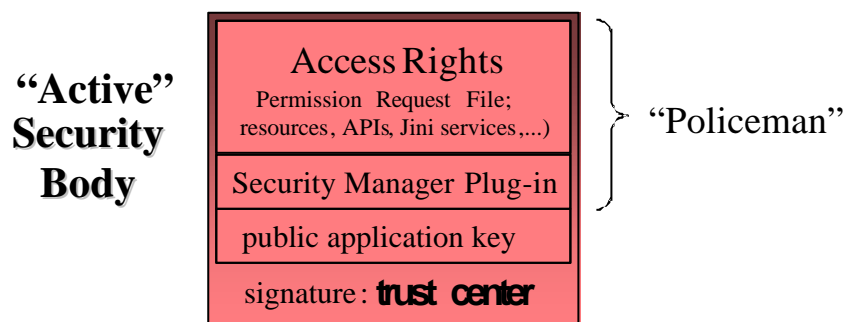 “Active”
Security
Body
Access Rights
Permission Request File;
resources, APIs, Jini services,...)
Security Manager Plug-in
public application key
signature: trust center
“Policeman”